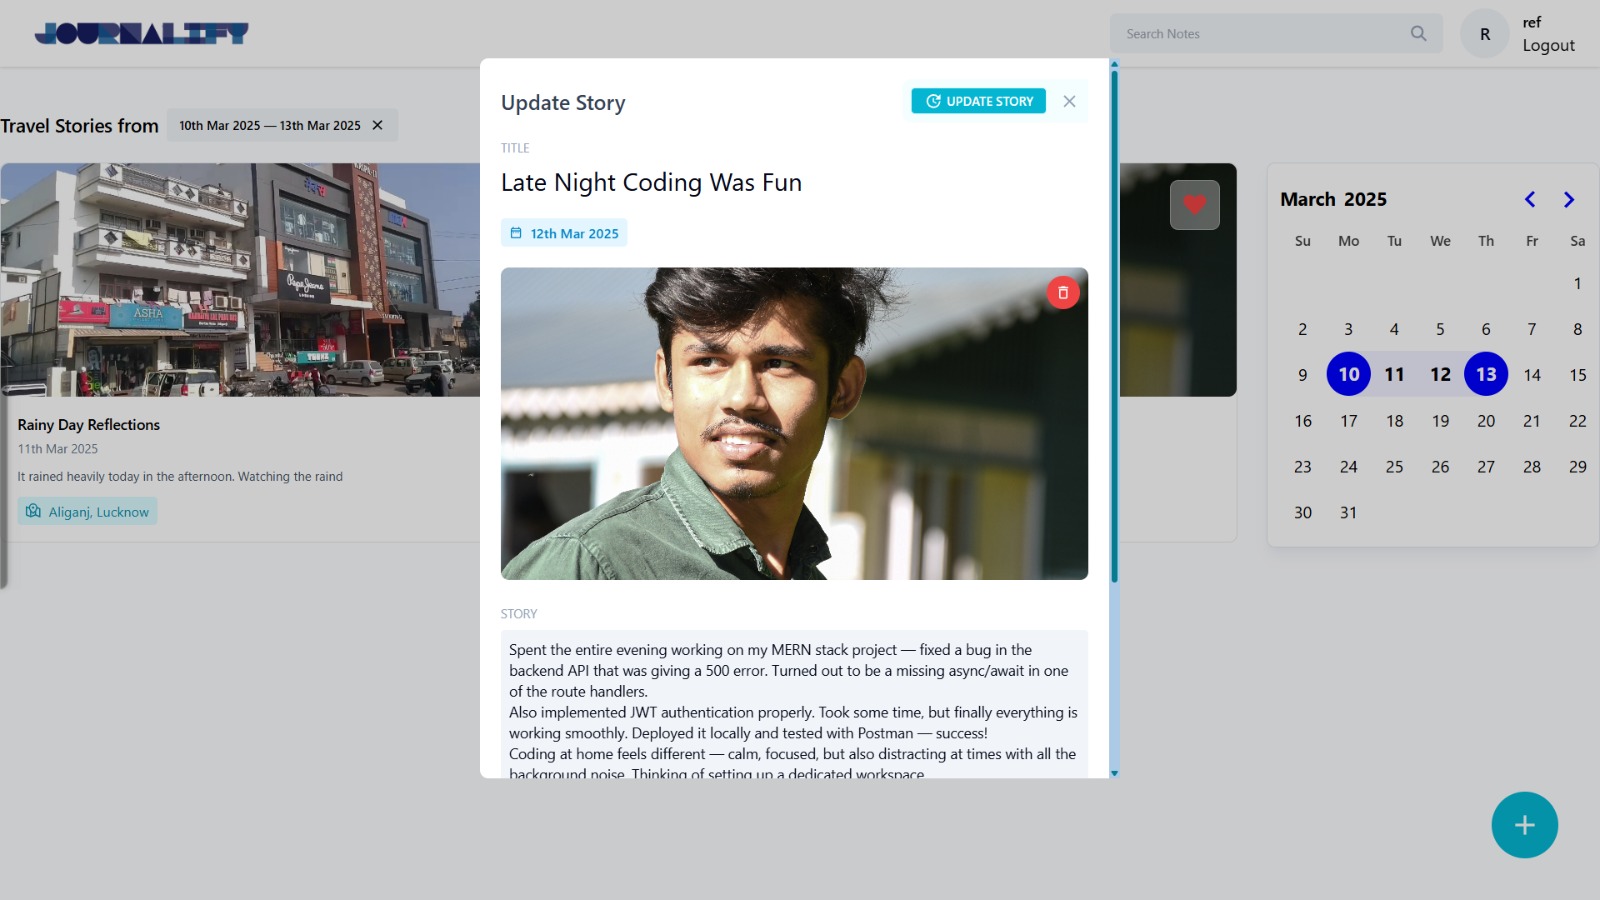 JOURNALIFY
Search Notes
R
ref
Logout
Travel Stories from
10th Mar 2025 — 13th Mar 2025
Update Story
UPDATE STORY
TITLE
Late Night Coding Was Fun
12th Mar 2025
STORY
Spent the entire evening working on my MERN stack project — fixed a bug in the
backend API that was giving a 500 error. Turned out to be a missing async/await in one
of the route handlers.
Also implemented JWT authentication properly. Took some time, but finally everything is
working smoothly. Deployed it locally and tested with Postman — success!
Coding at home feels different — calm, focused, but also distracting at times with all the
background noise. Thinking of setting up a dedicated workspace.
ASHA
Pepe Jeans
Rainy Day Reflections
11th Mar 2025
It rained heavily today in the afternoon. Watching the raind
Aliganj, Lucknow
March 2025
Su Mo Tu We Th Fr Sa
1
2 3 4 5 6 7 8
9 10 11 12 13 14 15
16 17 18 19 20 21 22
23 24 25 26 27 28 29
30 31